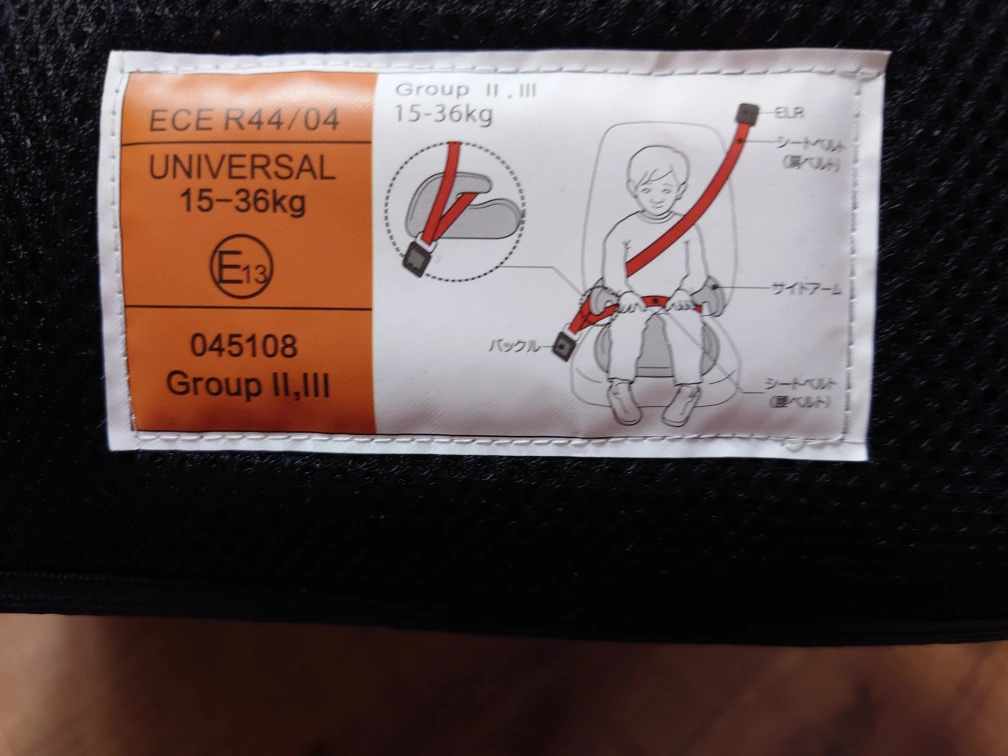 ECE R44/04
UNIVERSAL
15-36kg
E13
045108
Group II,III
Group II,III
15-36kg
ELR
シートベルト
(肩ベルト)
サイドアーム
バックル
シートベルト
(腰ベルト)